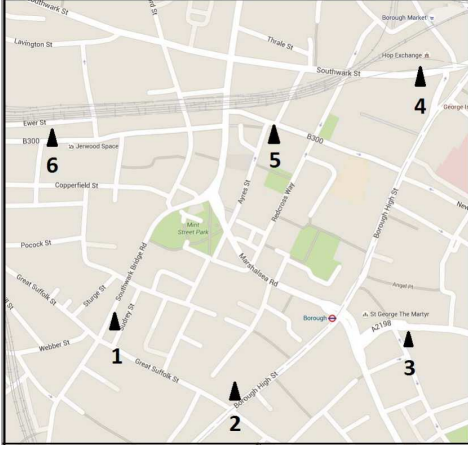 Borough Market
Lavington St
Thrale St
Hop Exchange
Southwark St
4
Ewer St
B300
B300
5
6
Jerwood Space
Copperfield St
Ayres St
Redcross Way
Borough High St
Mint
Street Park
Pocock St
Marshalsea Rd
Southwark Bridge Rd
Great Suffolk St
Sturge St
Angel Pl
Borough
St George The Martyr
A2198
1
Webber St
3
Great Suffolk St
Borough High St
2